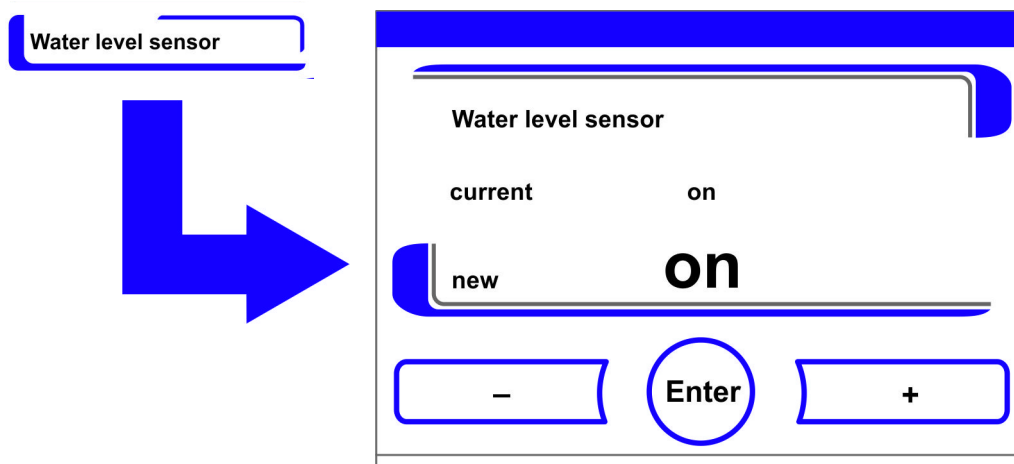 Water level sensor
Water level sensor
current on
new on
– Enter +